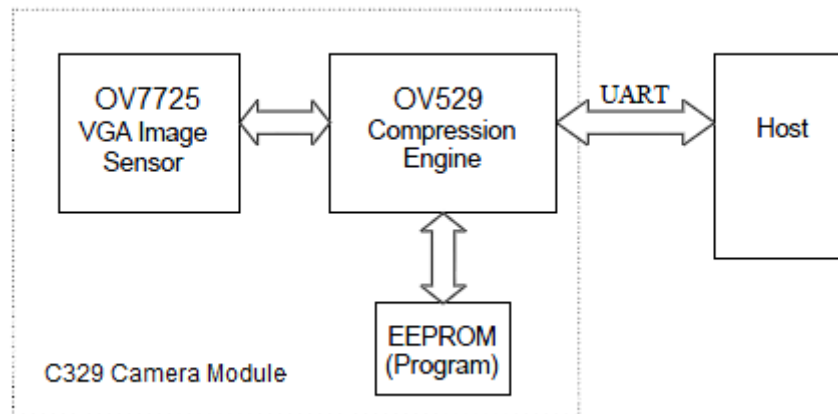 OV7725
VGA Image
Sensor
OV529
Compression
Engine
UART
Host
EEPROM
(Program)
C329 Camera Module